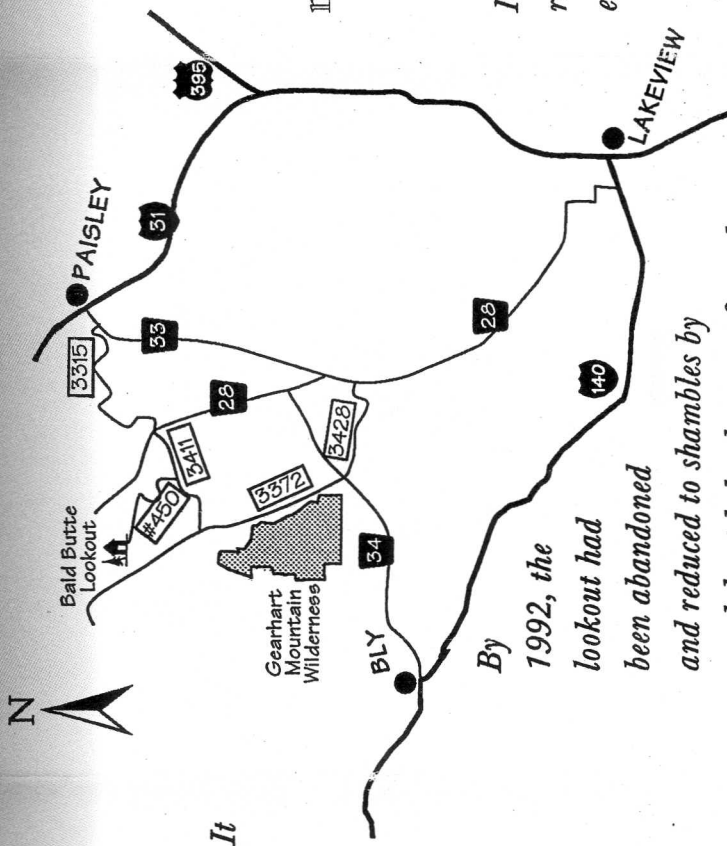 N
It
PAISLEY
395
31
3315
33
28
3411
#450
Bald Butte
Lookout
3372
3428
Gearhart
Mountain
Wilderness
34
28
BLY
140
LAKEVIEW
By
1992, the
lookout had
been abandoned
and reduced to shambles by